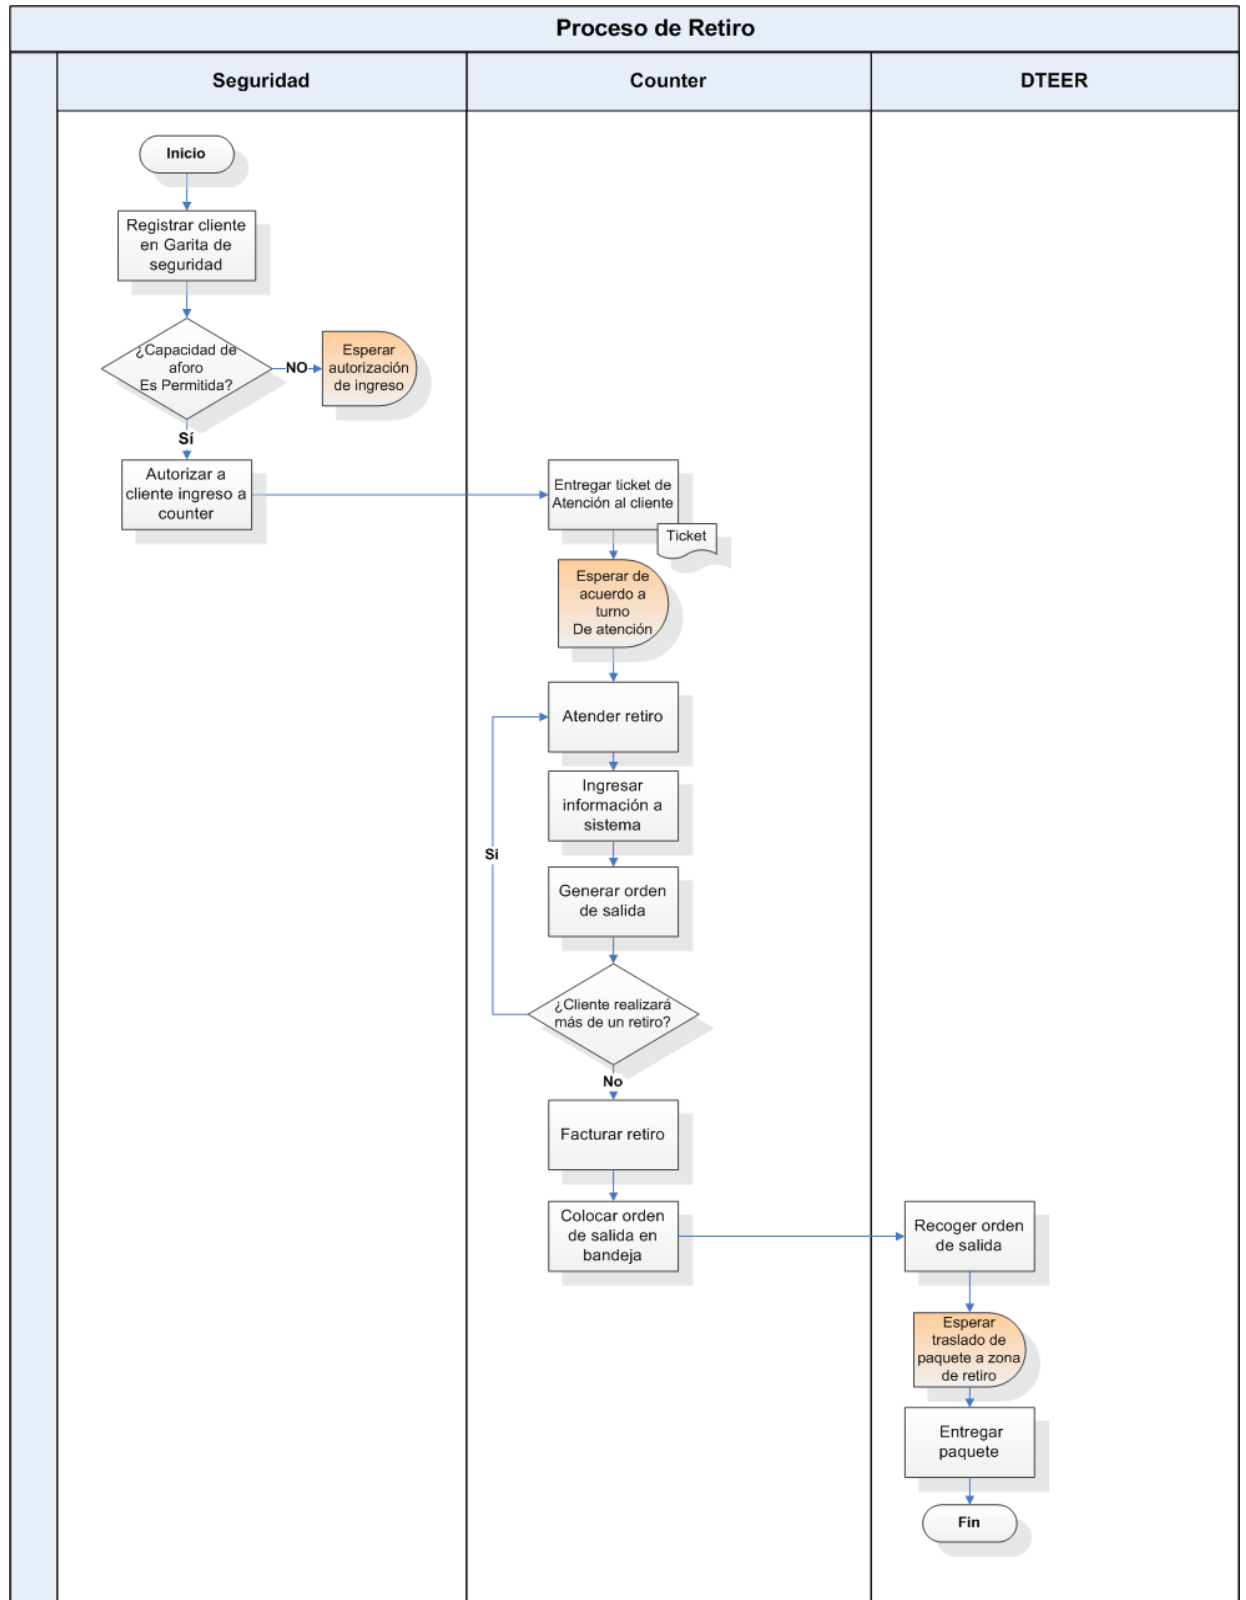 Proceso de Retiro
Seguridad
Counter
DTEER
Inicio
Registrar cliente
en Garita de
seguridad
¿Capacidad de
aforo
Es Permitida?
NO
Esperar
autorización
de ingreso
Sí
Autorizar a
cliente ingreso a
counter
Entregar ticket de
Atención al cliente
Ticket
Esperar de
acuerdo a
turno
De atención
Atender retiro
Ingresar
información a
sistema
Si
Generar orden
de salida
¿Cliente realizará
más de un retiro?
No
Facturar retiro
Colocar orden
de salida en
bandeja
Recoger orden
de salida
Esperar
traslado de
paquete a zona
de retiro
Entregar
paquete
Fin